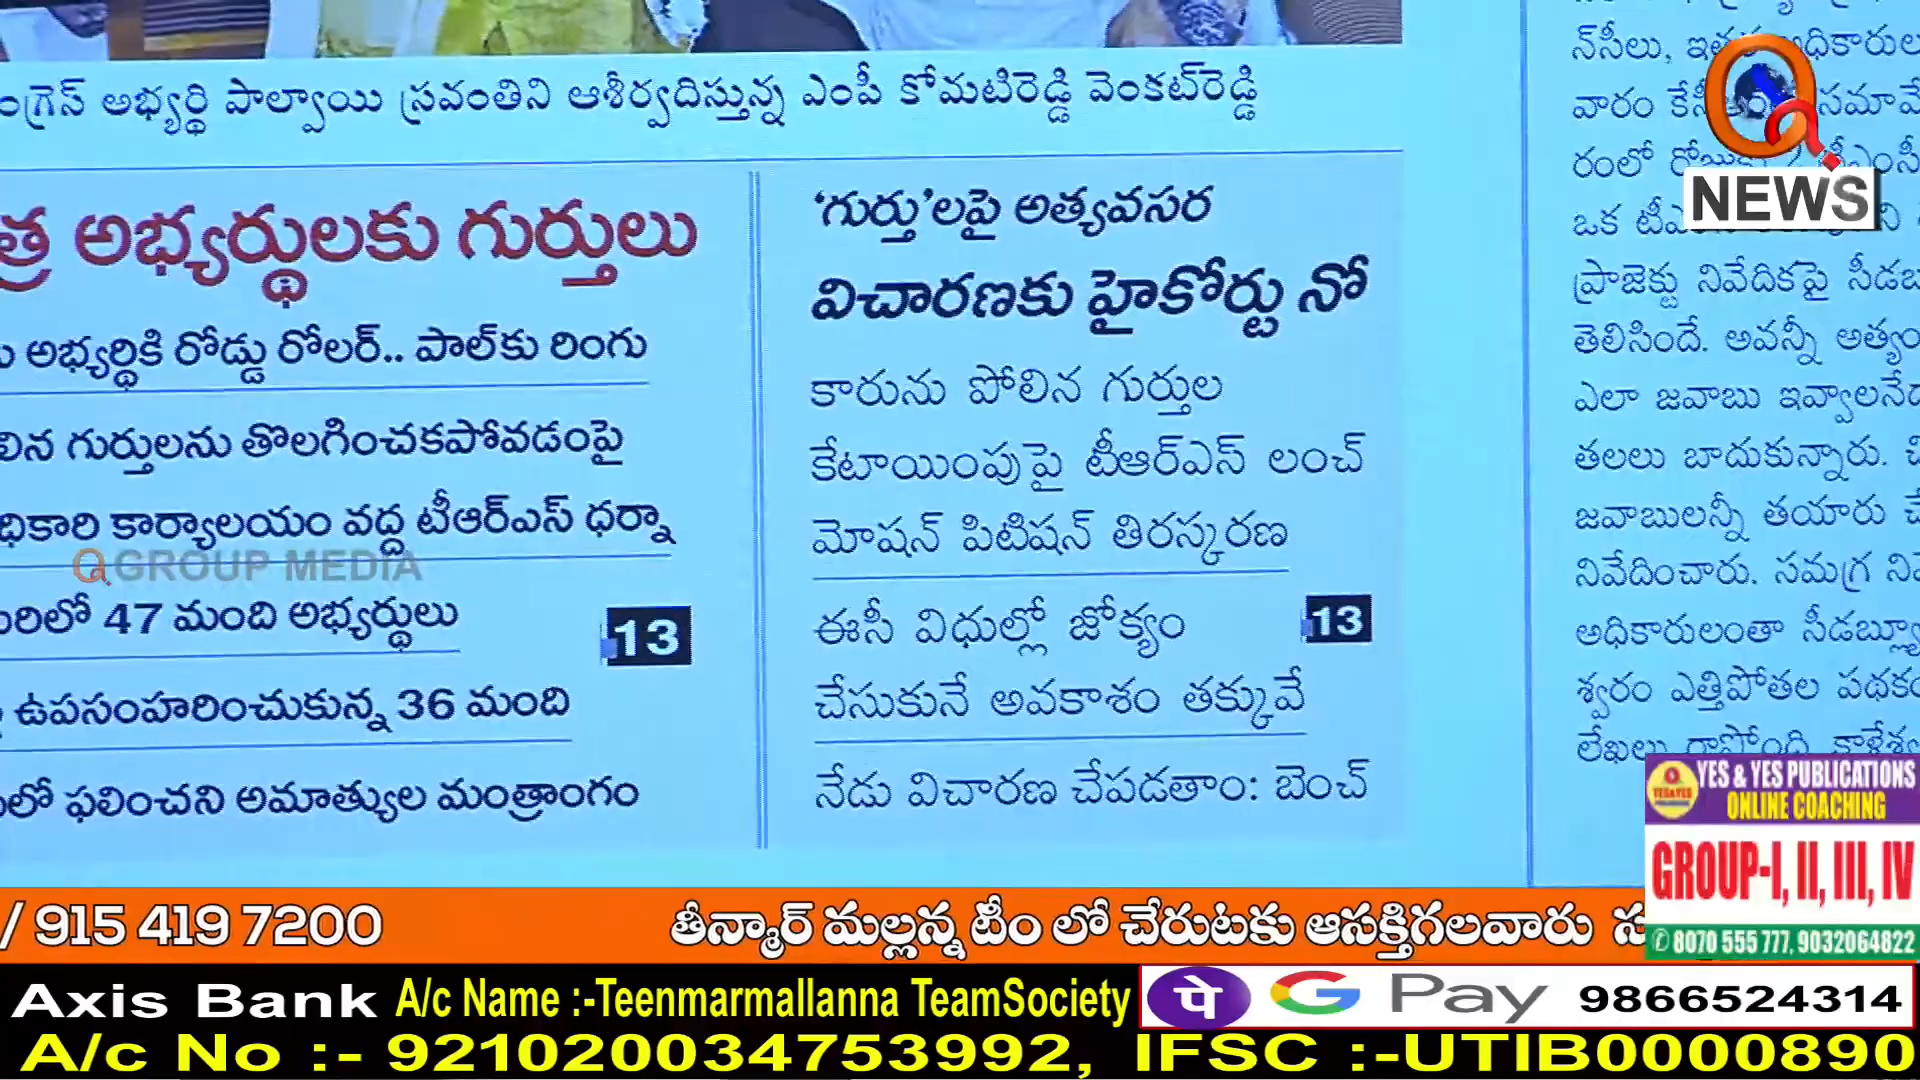 అభ్యర్థి పాల్వాయి స్రవంతిని ఆశీర్వదిస్తున్న ఎంపీ కోమటిరెడ్డి వెంకట్‌రెడ్డి
అభ్యర్థులకు గుర్తులు
అభ్యర్థికి రోడ్డు రోలర్.. పాల్‌కు రింగు
గుర్తులను తొలగించకపోవడంపై
కార్యాలయం వద్ద టీఆర్ఎస్ ధర్నా
47 మంది అభ్యర్థులు
13
ఉపసంహరించుకున్న 36 మంది
ఫలించని అమాత్యుల మంత్రాంగం
‘గుర్తు’లపై అత్యవసర
విచారణకు హైకోర్టు నో
కారును పోలిన గుర్తుల
కేటాయింపుపై టీఆర్ఎస్ లంచ్
మోషన్ పిటిషన్ తిరస్కరణ
ఈసీ విధుల్లో జోక్యం
13
చేసుకునే అవకాశం తక్కువే
నేడు విచారణ చేపడతాం: బెంచ్
వారం
రంలో
ఒక
ప్రాజెక్టు నివేదికపై
తెలిసిందే. అవన్నీ
ఎలా జవాబు
తలలు బాదుకున్నారు.
జవాబులన్నీ తయారు
నివేదించారు. సమగ్ర
అధికారులంతా
శ్వరం ఎత్తిపోతల
Q
NEWS
Q GROUP MEDIA
YES & YES PUBLICATIONS
ONLINE COACHING
GROUP-I, II, III, IV
8070 555 777, 9032064822
/ 915 419 7200
తీన్మార్ మల్లన్న టీం లో చేరుటకు ఆసక్తిగలవారు
Axis Bank A/c Name :-Teenmarmallanna TeamSociety
पे G Pay 9866524314
A/c No :- 921020034753992, IFSC :-UTIB0000890